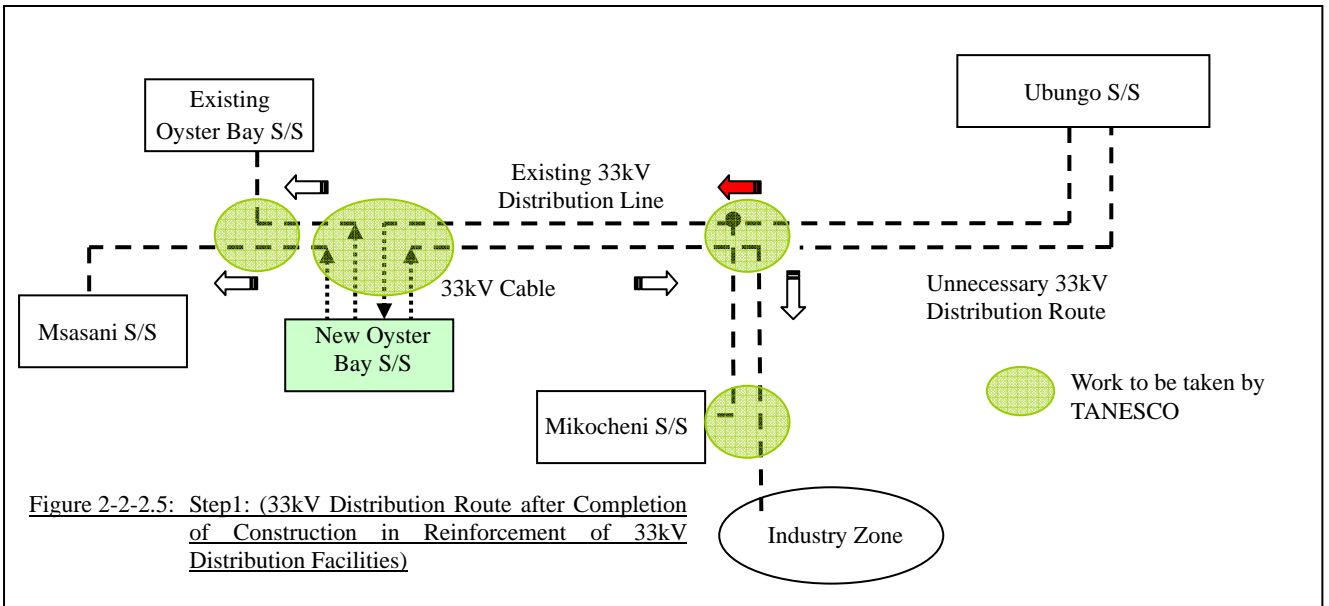 Existing
Oyster Bay S/S
Ubungo S/S
Existing 33kV
Distribution Line
33kV Cable
Unnecessary 33kV
Distribution Route
Msasani S/S
New Oyster
Bay S/S
Mikocheni S/S
Work to be taken by
TANESCO
Industry Zone
Figure 2-2-2.5: Step1: (33kV Distribution Route after Completion
of Construction in Reinforcement of 33kV
Distribution Facilities)